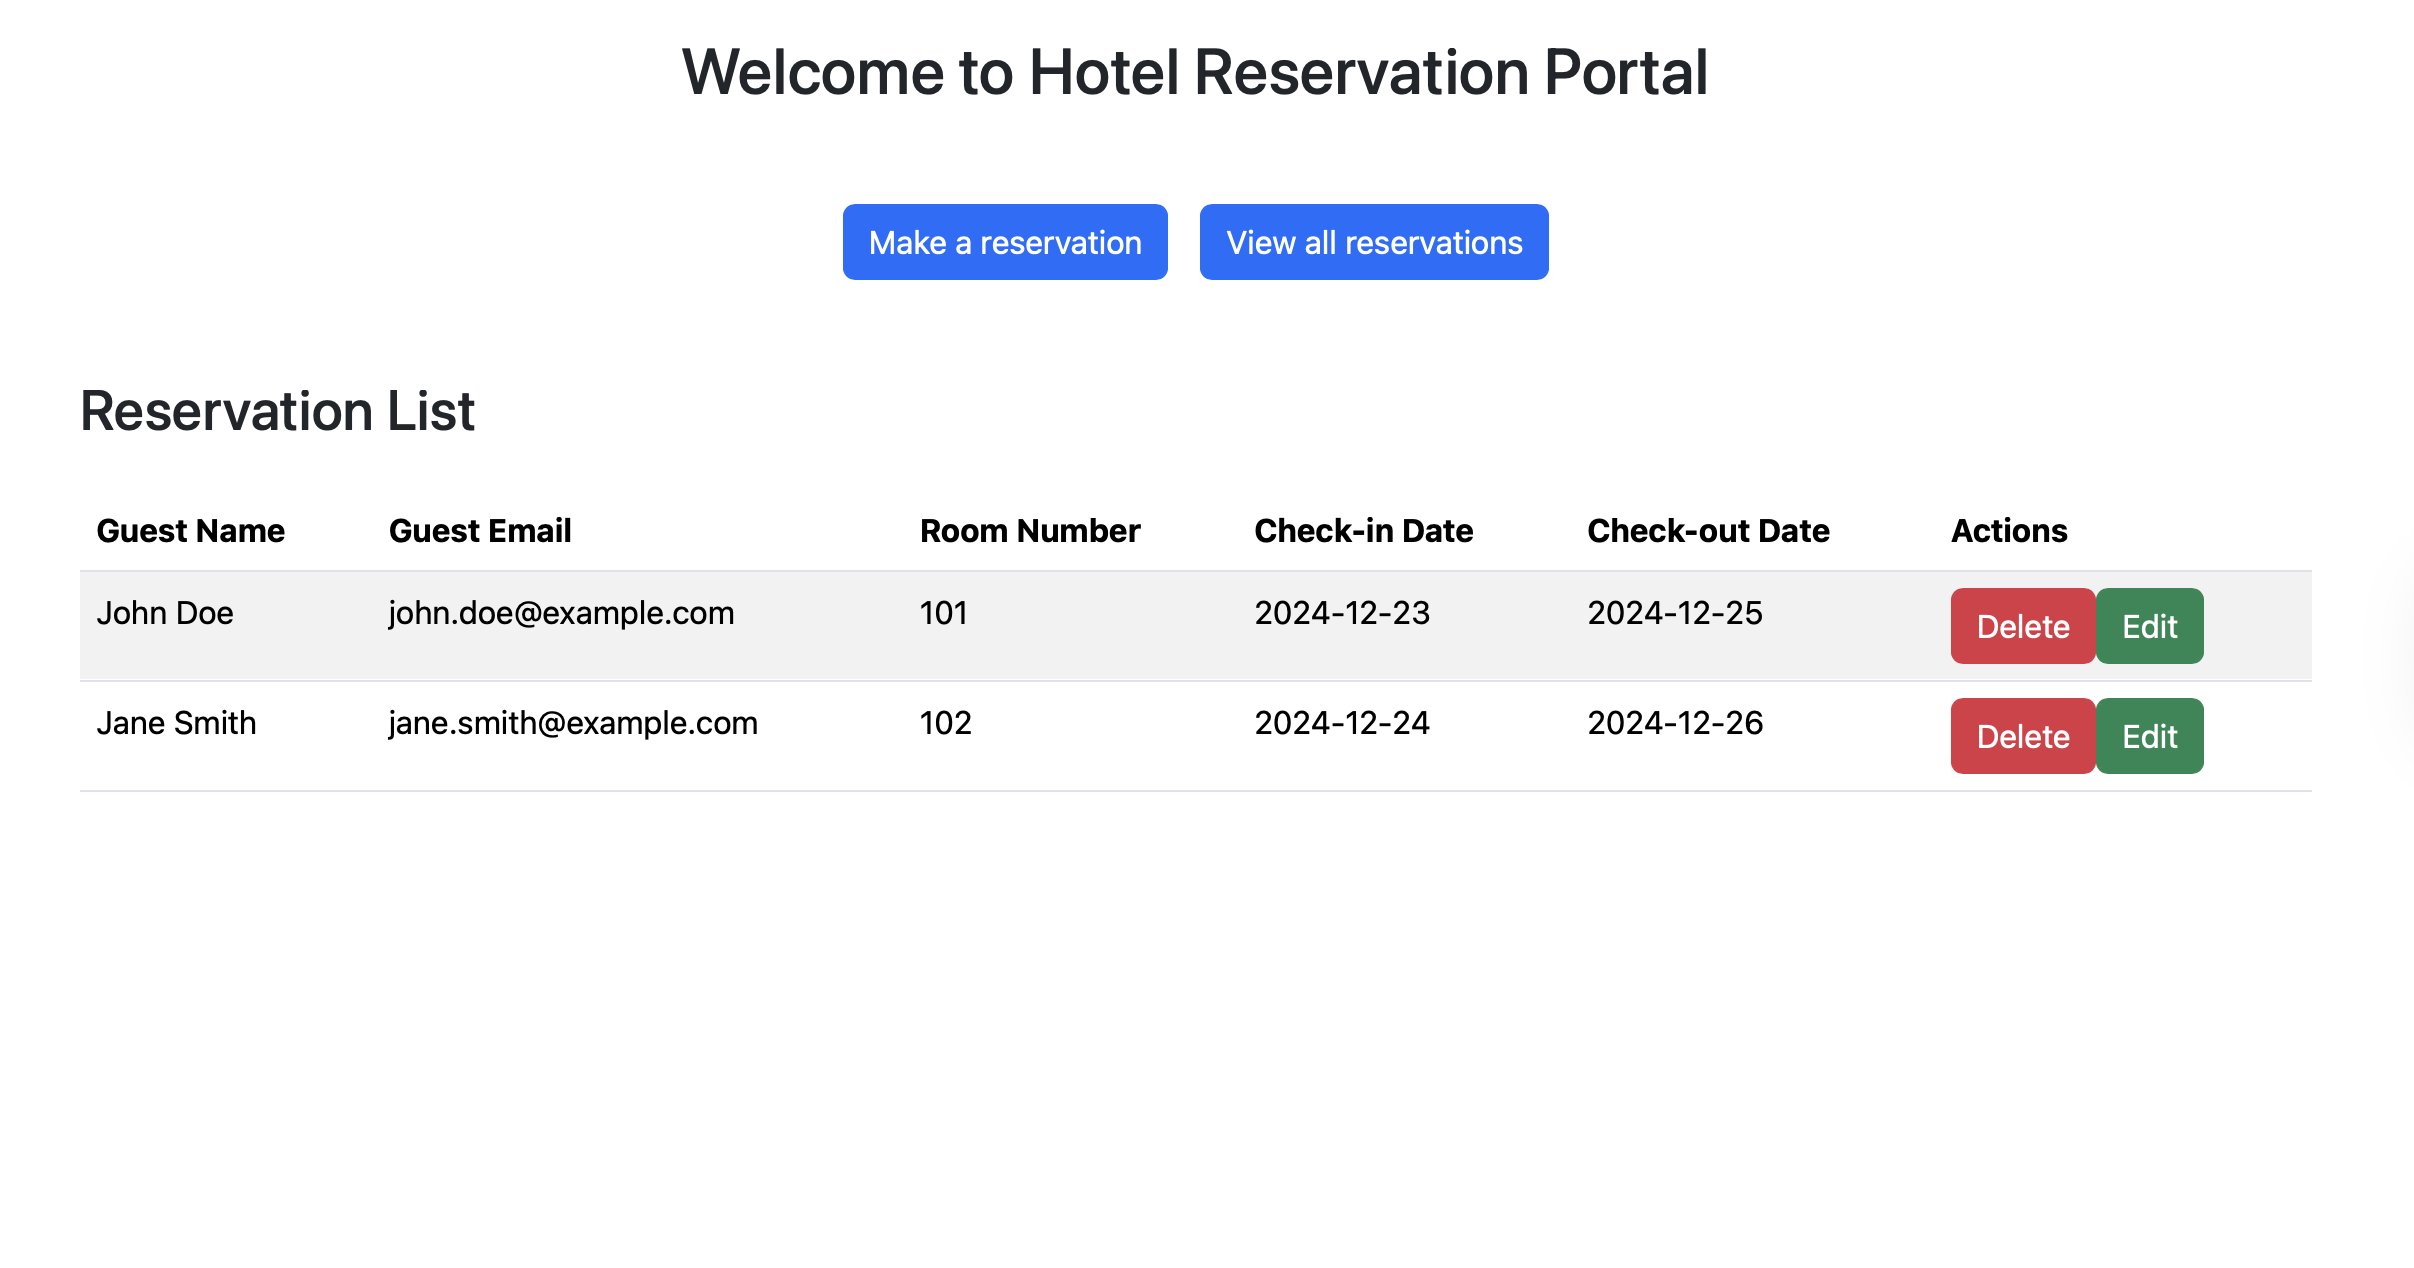 Welcome to Hotel Reservation Portal
Make a reservation View all reservations
Reservation List
Guest Name Guest Email Room Number Check-in Date Check-out Date Actions
John Doe john.doe@example.com 101 2024-12-23 2024-12-25 Delete Edit
Jane Smith jane.smith@example.com 102 2024-12-24 2024-12-26 Delete Edit